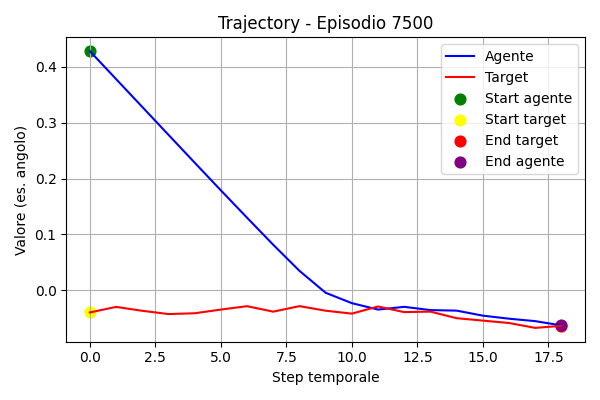 Trajectory - Episodio 7500
Agente
Target
Start agente
Start target
End target
End agente
Valore (es. angolo)
0.4
0.3
0.2
0.1
0.0
0.0 2.5 5.0 7.5 10.0 12.5 15.0 17.5
Step temporale